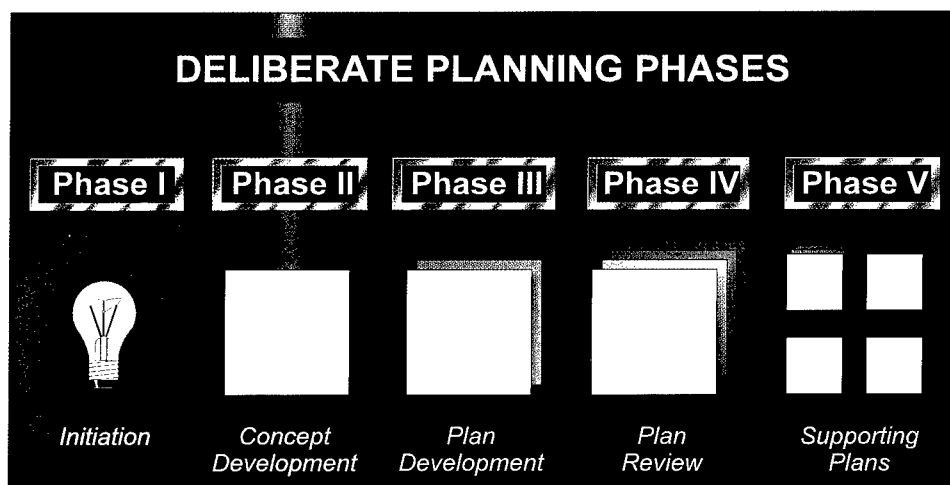 DELIBERATE PLANNING PHASES
Phase I
Phase II
Phase III
Phase IV
Phase V
Initiation
Concept
Development
Plan
Development
Plan
Review
Supporting
Plans